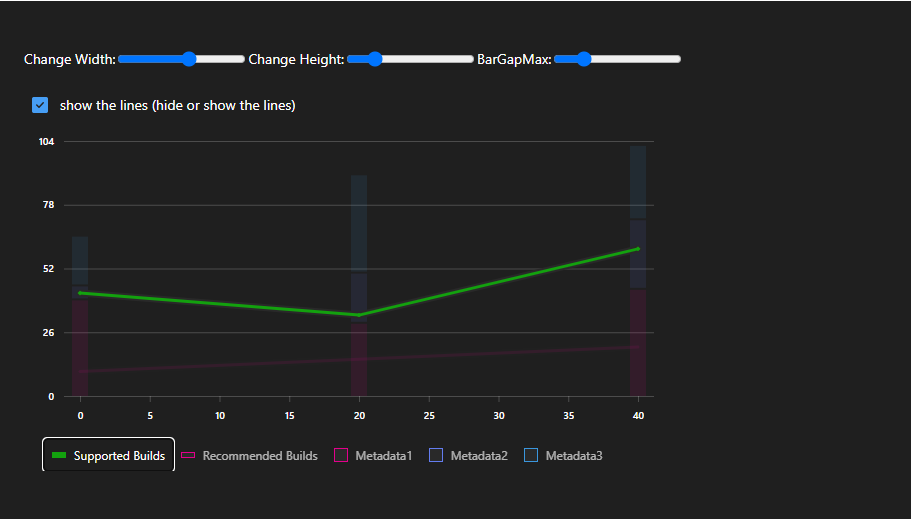 Change Width: Change Height: BarGapMax:
show the lines (hide or show the lines)
104
78
52
26
0
0 5 10 15 20 25 30 35 40
Supported Builds Recommended Builds Metadata1 Metadata2 Metadata3